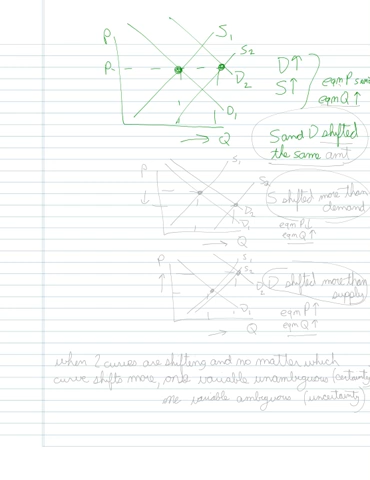 P
S₁
S₂
D₂
D₁
P
Q
D↑
S↑
eqm P same
eqm Q ↑
S and D shifted
the same amt
P
S₁
S₂
D₂
D₁
Q
S shifted more than
demand
eqm P↓
eqm Q↑
P
S₁
S₂
D₂
D₁
Q
D shifted more than
supply
eqm P↑
eqm Q↑
when 2 curves are shifting and no matter which
curve shifts more, one variable unambiguous (certainty)
one variable ambiguous (uncertainty)